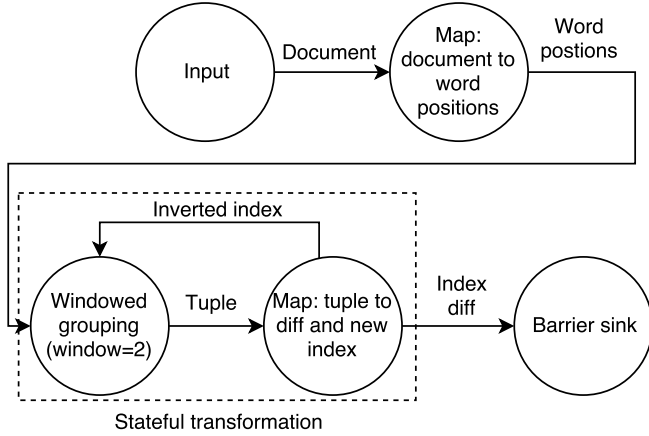 Input
Document
Map:
document to
word
positions
Word
postions
Inverted index
Windowed
grouping
(window=2)
Tuple
Map: tuple to
diff and new
index
Index
diff
Barrier sink
Stateful transformation